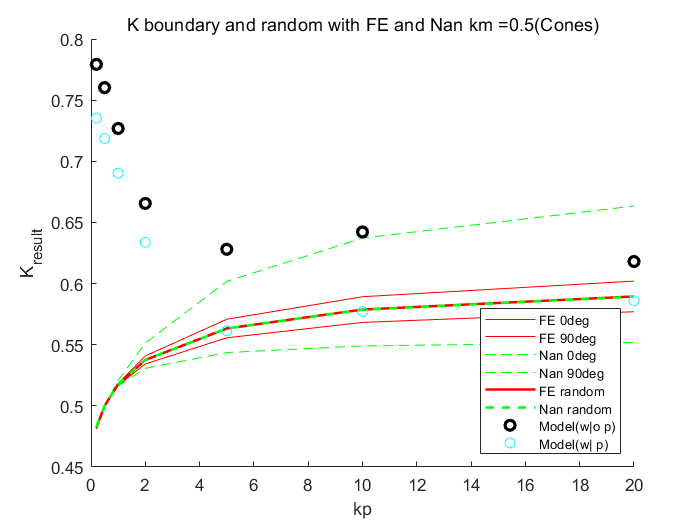 K boundary and random with FE and Nan km =0.5(Cones)
0.8
0.75
0.7
0.65
0.6
0.55
0.5
0.45
K_result
FE 0deg
FE 90deg
Nan 0deg
Nan 90deg
FE random
Nan random
Model(w|o p)
Model(w| p)
0 2 4 6 8 10 12 14 16 18 20
kp